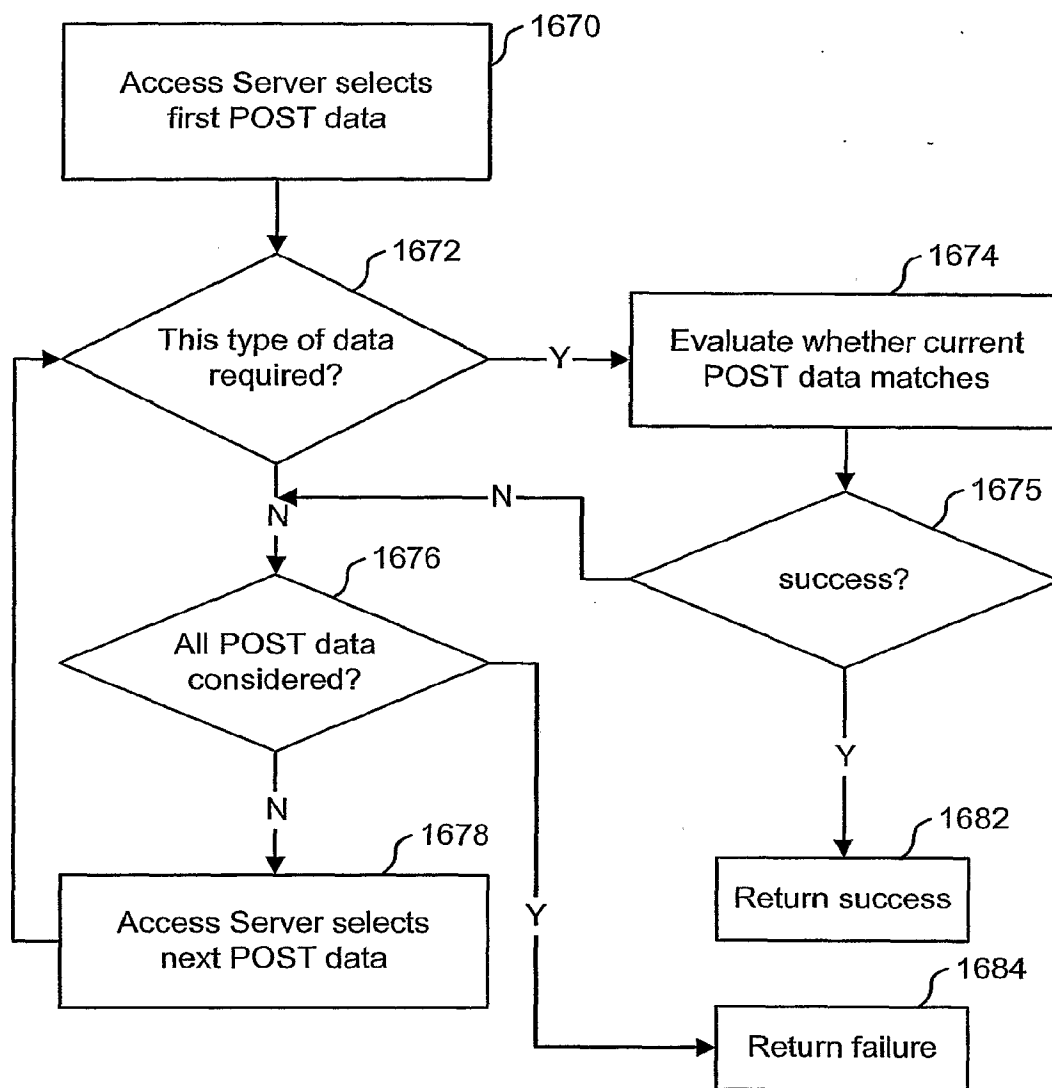 1670
Access Server selects
first POST data
1672
This type of data
required?
Y
1674
Evaluate whether current
POST data matches
N
N
1675
success?
1676
All POST data
considered?
Y
N
1678
Access Server selects
next POST data
Y
1682
Return success
1684
Return failure